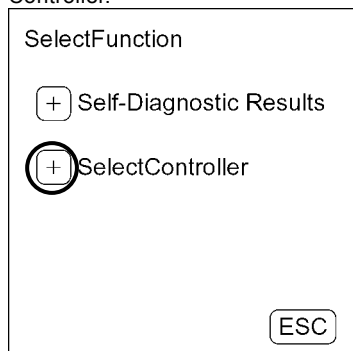 Controller.
SelectFunction
+ Self-Diagnostic Results
+ SelectController
ESC